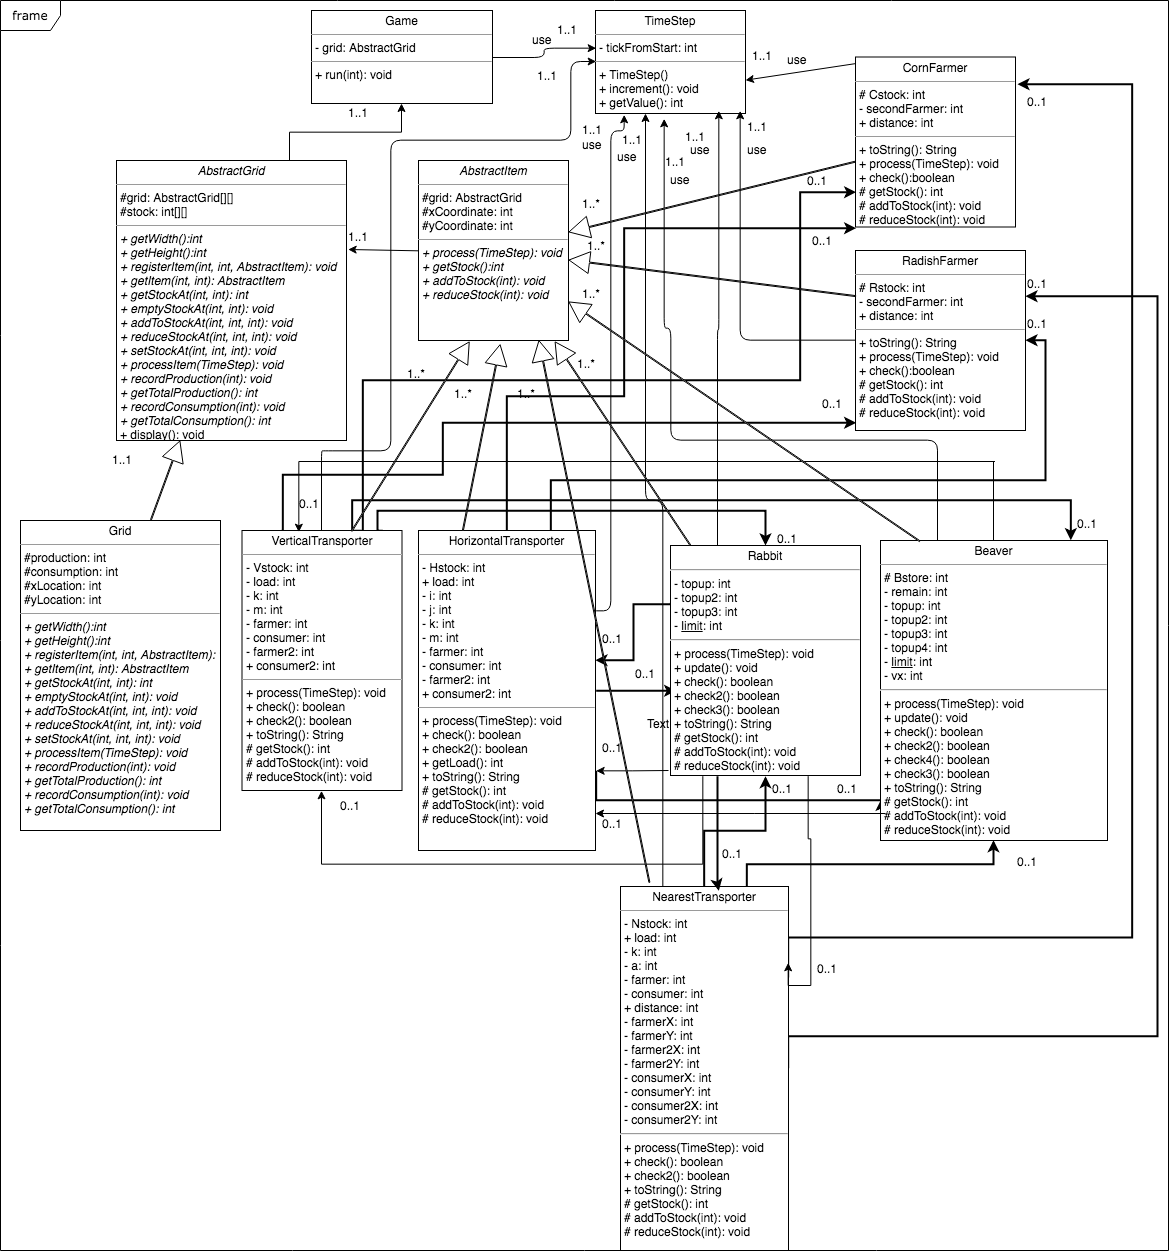 frame
Game
- grid: AbstractGrid
+ run(int): void
TimeStep
- tickFromStart: int
+ TimeStep()
+ increment(): void
+ getValue(): int
1..1
use
1..1
1..1
use
1..1
1..1
use
1..1
use
1..1
use
1..1
use
1..1
use
CornFarmer
# Cstock: int
- secondFarmer: int
+ distance: int
+ toString(): String
+ process(TimeStep): void
+ check():boolean
# getStock(): int
# addToStock(int): void
# reduceStock(int): void
0..1
0..1
0..1
AbstractGrid
#grid: AbstractGrid[][]
#stock: int[][]
+ getWidth():int
+ getHeight():int
+ registerItem(int, int, AbstractItem): void
+ getItem(int, int): AbstractItem
+ getStockAt(int, int): int
+ emptyStockAt(int, int): void
+ addToStockAt(int, int, int): void
+ reduceStockAt(int, int, int): void
+ setStockAt(int, int, int): void
+ processItem(TimeStep): void
+ recordProduction(int): void
+ getTotalProduction(): int
+ recordConsumption(int): void
+ getTotalConsumption(): int
+ display(): void
1..1
AbstractItem
#grid: AbstractGrid
#xCoordinate: int
#yCoordinate: int
+ process(TimeStep): void
+ getStock():int
+ addToStock(int): void
+ reduceStock(int): void
1..*
1..*
1..*
1..*
1..*
1..*
1..*
RadishFarmer
# Rstock: int
- secondFarmer: int
+ distance: int
+ toString(): String
+ process(TimeStep): void
+ check():boolean
# getStock(): int
# addToStock(int): void
# reduceStock(int): void
0..1
0..1
0..1
1..1
Grid
#production: int
#consumption: int
#xLocation: int
#yLocation: int
+ getWidth():int
+ getHeight():int
+ registerItem(int, int, AbstractItem):
+ getItem(int, int): AbstractItem
+ getStockAt(int, int): int
+ emptyStockAt(int, int): void
+ addToStockAt(int, int, int): void
+ reduceStockAt(int, int, int): void
+ setStockAt(int, int, int): void
+ processItem(TimeStep): void
+ recordProduction(int): void
+ getTotalProduction(): int
+ recordConsumption(int): void
+ getTotalConsumption(): int
0..1
VerticalTransporter
- Vstock: int
- load: int
- k: int
- m: int
- farmer: int
- consumer: int
- farmer2: int
+ consumer2: int
+ process(TimeStep): void
+ check(): boolean
+ check2(): boolean
+ toString(): String
# getStock(): int
# addToStock(int): void
# reduceStock(int): void
0..1
HorizontalTransporter
- Hstock: int
+ load: int
- i: int
- j: int
- k: int
- m: int
- farmer: int
- consumer: int
- farmer2: int
+ consumer2: int
+ process(TimeStep): void
+ check(): boolean
+ check2(): boolean
+ getLoad(): int
+ toString(): String
# getStock(): int
# addToStock(int): void
# reduceStock(int): void
0..1
0..1
Text
0..1
0..1
0..1
Rabbit
- topup: int
- topup2: int
- topup3: int
- limit: int
+ process(TimeStep): void
+ update(): void
+ check(): boolean
+ check2(): boolean
+ check3(): boolean
+ toString(): String
# getStock(): int
# addToStock(int): void
# reduceStock(int): void
0..1
0..1
0..1
0..1
Beaver
# Bstore: int
- remain: int
- topup: int
- topup2: int
- topup3: int
- topup4: int
- limit: int
- vx: int
+ process(TimeStep): void
+ update(): void
+ check(): boolean
+ check2(): boolean
+ check4(): boolean
+ check3(): boolean
+ toString(): String
# getStock(): int
# addToStock(int): void
# reduceStock(int): void
0..1
NearestTransporter
- Nstock: int
+ load: int
- k: int
- a: int
- farmer: int
- consumer: int
+ distance: int
- farmerX: int
- farmerY: int
- farmer2X: int
- farmer2Y: int
- consumerX: int
- consumerY: int
- consumer2X: int
- consumer2Y: int
+ process(TimeStep): void
+ check(): boolean
+ check2(): boolean
+ toString(): String
# getStock(): int
# addToStock(int): void
# reduceStock(int): void
0..1